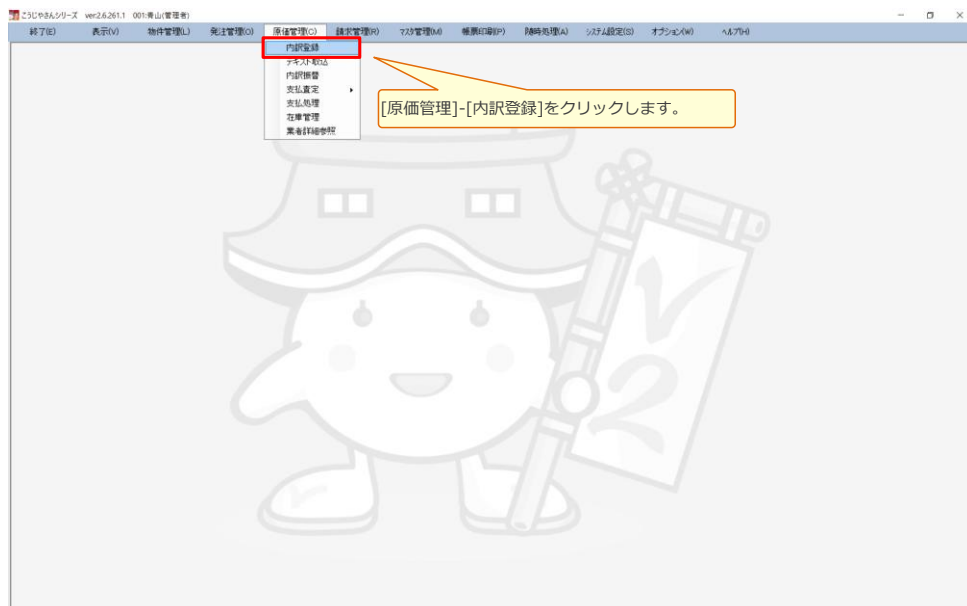 こうじやさんシリーズ ver.2.6.261.1 001:青山(管理者)
終了(E) 表示(V) 物件管理(L) 発注管理(O) 原価管理(C) 請求管理(R) マスタ管理(M) 帳票印刷(P) 随時処理(A) システム設定(S) オプション(W) ヘルプ(H)
内訳登録
テキスト取込
内訳振替
支払査定
支払処理
在庫管理
業者詳細参照
[原価管理]-[内訳登録]をクリックします。
V
2